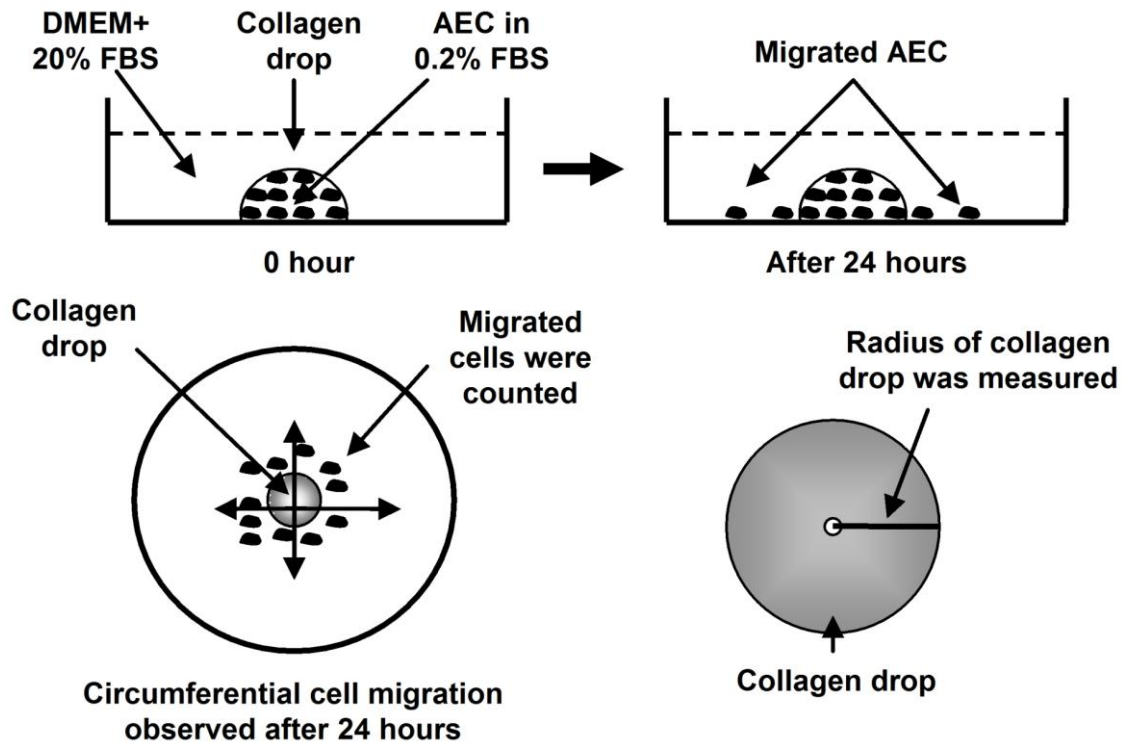 DMEM+
20% FBS
Collagen
drop
AEC in
0.2% FBS
Migrated AEC
0 hour
After 24 hours
Collagen
drop
Migrated
cells were
counted
Radius of collagen
drop was measured
Collagen drop
Circumferential cell migration
observed after 24 hours